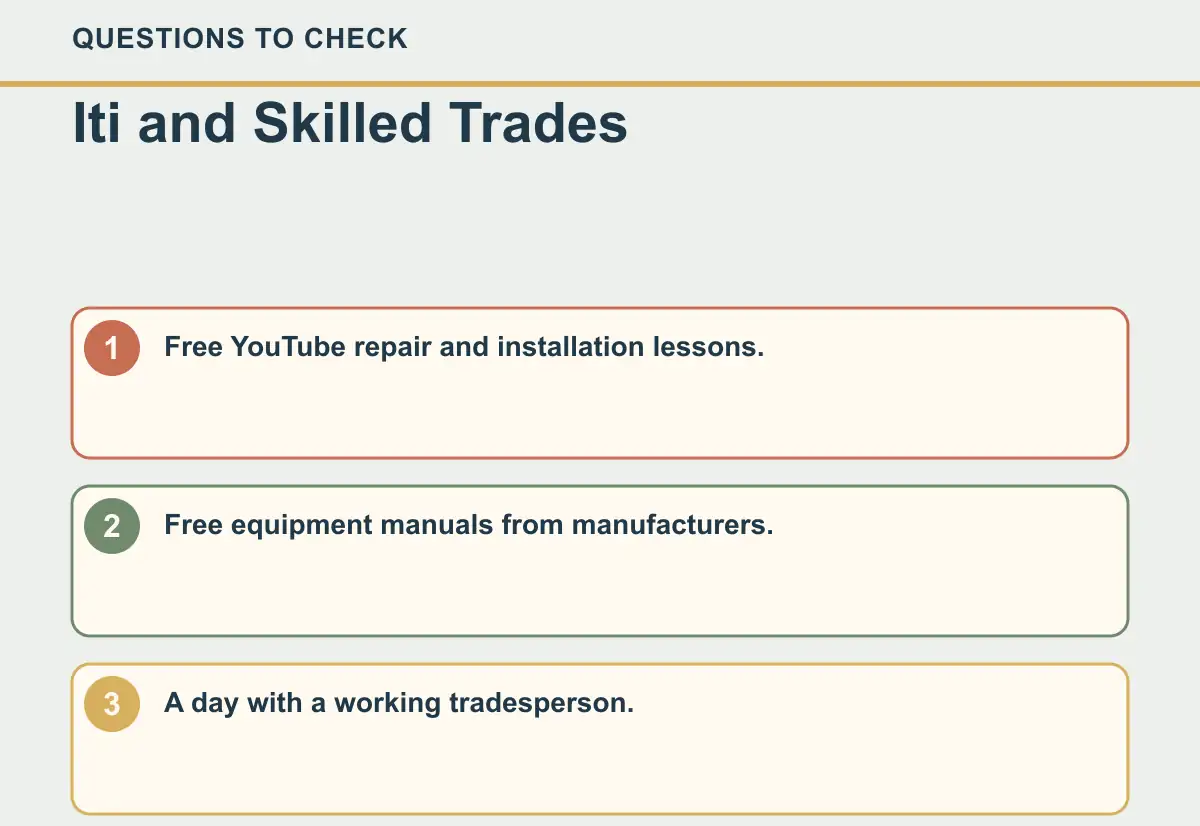 QUESTIONS TO CHECK
Iti and Skilled Trades
1 Free YouTube repair and installation lessons.
2 Free equipment manuals from manufacturers.
3 A day with a working tradesperson.